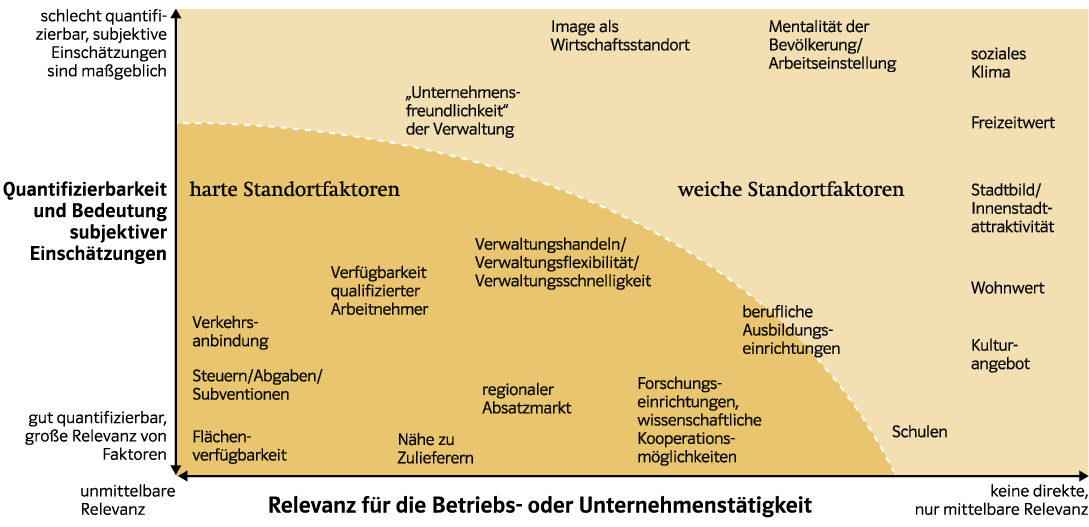 schlecht quantifi-
zierbar, subjektive
Einschätzungen
sind maßgeblich
Quantifizierbarkeit
und Bedeutung
subjektiver
Einschätzungen
gut quantifizierbar,
große Relevanz von
Faktoren
Image als
Wirtschaftsstandort
Mentalität der
Bevölkerung/
Arbeitseinstellung
soziales
Klima
„Unternehmens-
freundlichkeit“
der Verwaltung
Freizeitwert
harte Standortfaktoren
weiche Standortfaktoren
Stadtbild/
Innenstadt-
attraktivität
Verwaltungshandeln/
Verwaltungsflexibilität/
Verwaltungsschnelligkeit
Verfügbarkeit
qualifizierter
Arbeitnehmer
Wohnwert
Verkehrs-
anbindung
berufliche
Ausbildungs-
einrichtungen
Kultur-
angebot
Steuern/Abgaben/
Subventionen
regionaler
Absatzmarkt
Forschungs-
einrichtungen,
wissenschaftliche
Kooperations-
möglichkeiten
Schulen
Flächen-
verfügbarkeit
Nähe zu
Zulieferern
unmittelbare
Relevanz
Relevanz für die Betriebs- oder Unternehmenstätigkeit
keine direkte,
nur mittelbare Relevanz